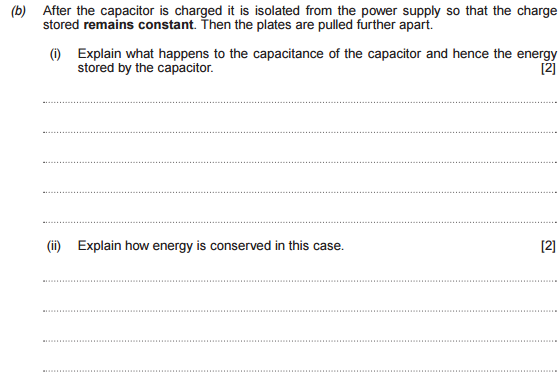 (b) After the capacitor is charged it is isolated from the power supply so that the charge
stored remains constant. Then the plates are pulled further apart.
(i) Explain what happens to the capacitance of the capacitor and hence the energy
stored by the capacitor. [2]
(ii) Explain how energy is conserved in this case. [2]